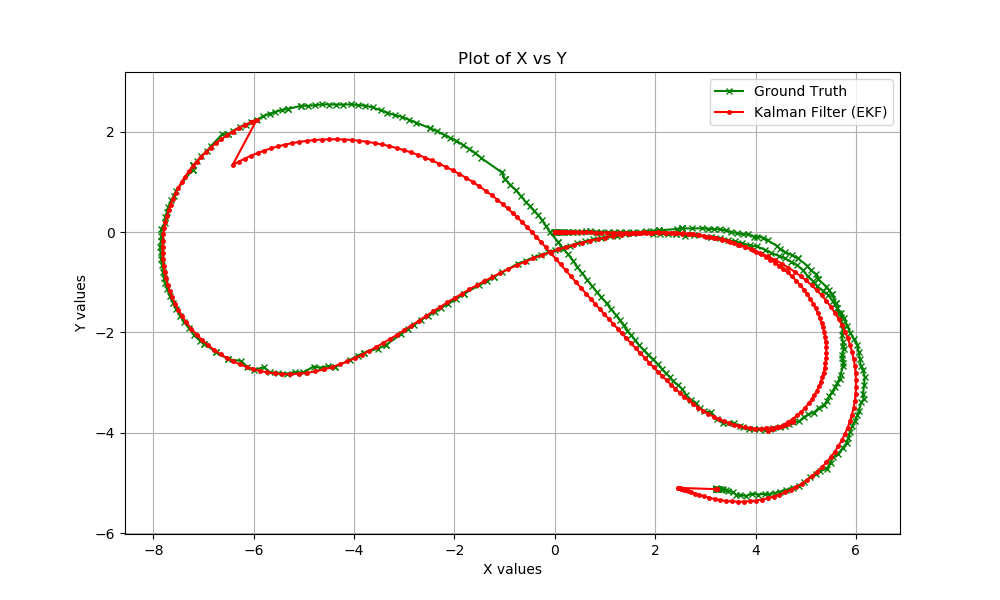 Plot of X vs Y
Ground Truth
Kalman Filter (EKF)
Y values
2
0
−2
−4
−6
−8
−6
−4
−2
0
2
4
6
X values